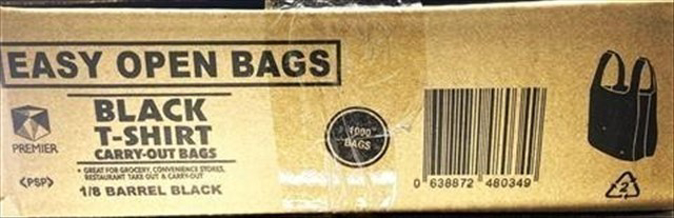 EASY OPEN BAGS
PREMIER
<PSP>
BLACK
T-SHIRT
CARRY-OUT BAGS
• GREAT FOR GROCERY, CONVENIENCE STORES,
RESTAURANT TAKE OUT & CARRY-OUT
1/8 BARREL BLACK
1000
BAGS
0 638872 480349
2